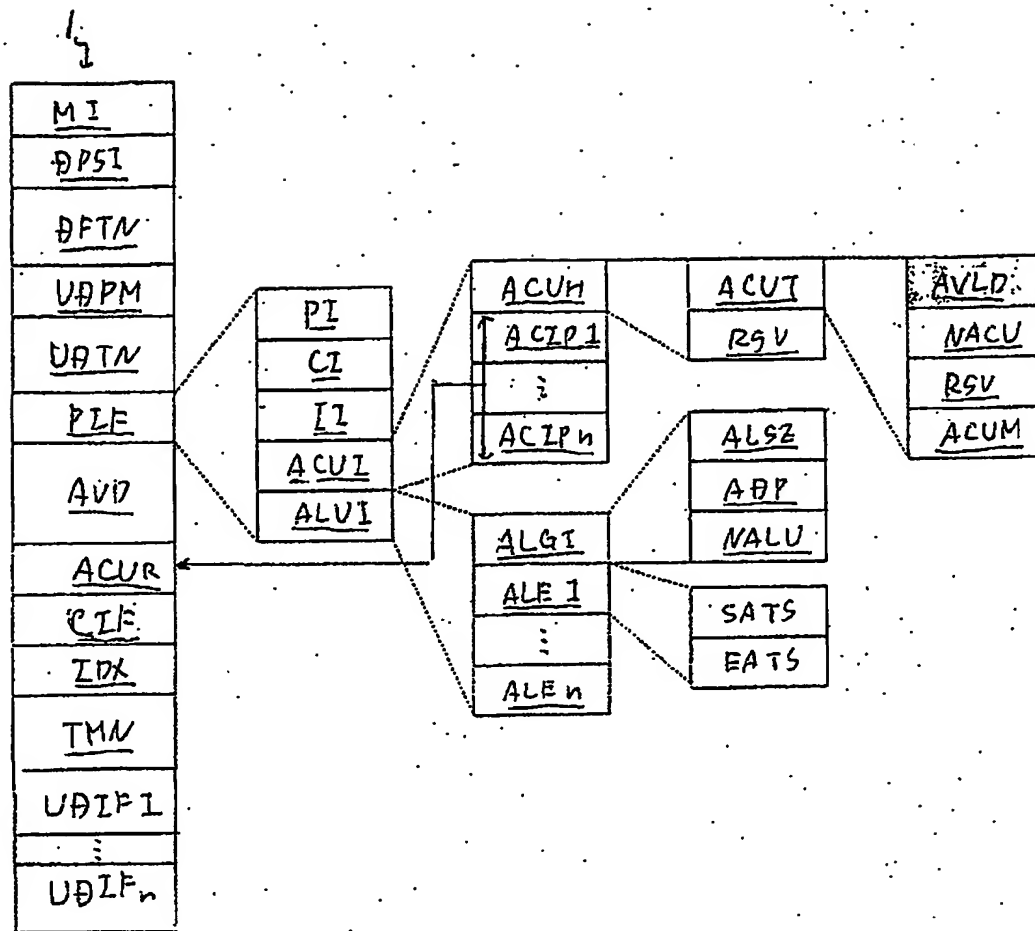 1
MI
DPSI
DFTN
UDPM
UDTN
PIF
AVD
ACUR
CIF
IDX
TMN
UDIF1
⋮
UDIFn
PI
CI
II
ACUI
ALUI
ACUH
ACIP1
⋮
ACIPn
ALGI
ALE1
⋮
ALEn
ACUT
RSV
ALSZ
ADP
NALU
SATS
EATS
AVLD
NACU
RSV
ACUM